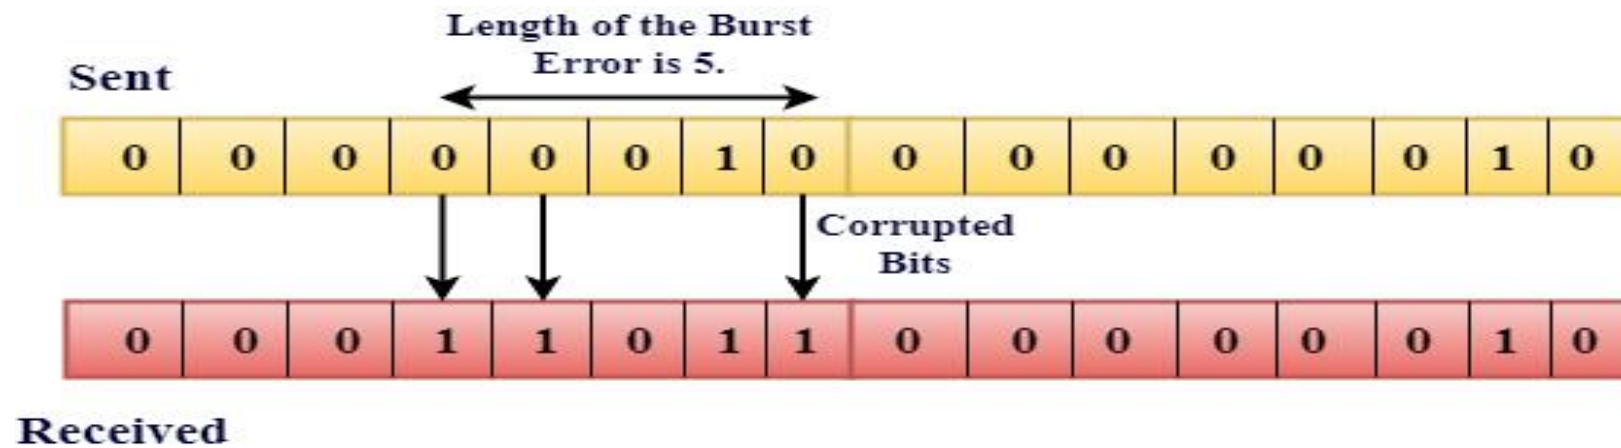 Length of the Burst
Error is 5.
Sent
0 0 0 0 0 0 1 0 0 0 0 0 0 0 1 0
Corrupted
Bits
0 0 0 1 1 0 1 1 0 0 0 0 0 0 1 0
Received